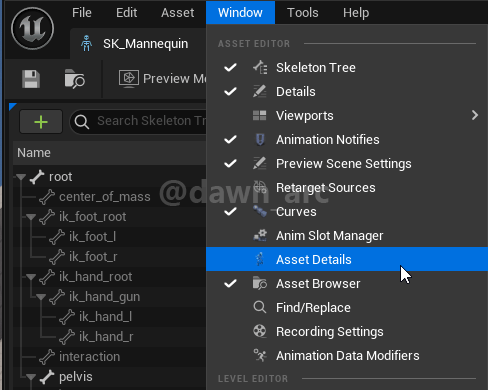 File Edit Asset Window Tools Help
SK_Mannequin
Preview Me
Search Skeleton Tr
Name
root
center_of_mass
ik_foot_root
ik_foot_l
ik_foot_r
ik_hand_root
ik_hand_gun
ik_hand_l
ik_hand_r
interaction
pelvis
ASSET EDITOR
Skeleton Tree
Details
Viewports
Animation Notifies
Preview Scene Settings
Retarget Sources
Curves
Anim Slot Manager
Asset Details
Asset Browser
Find/Replace
Recording Settings
Animation Data Modifiers
LEVEL EDITOR
@dawn_arc